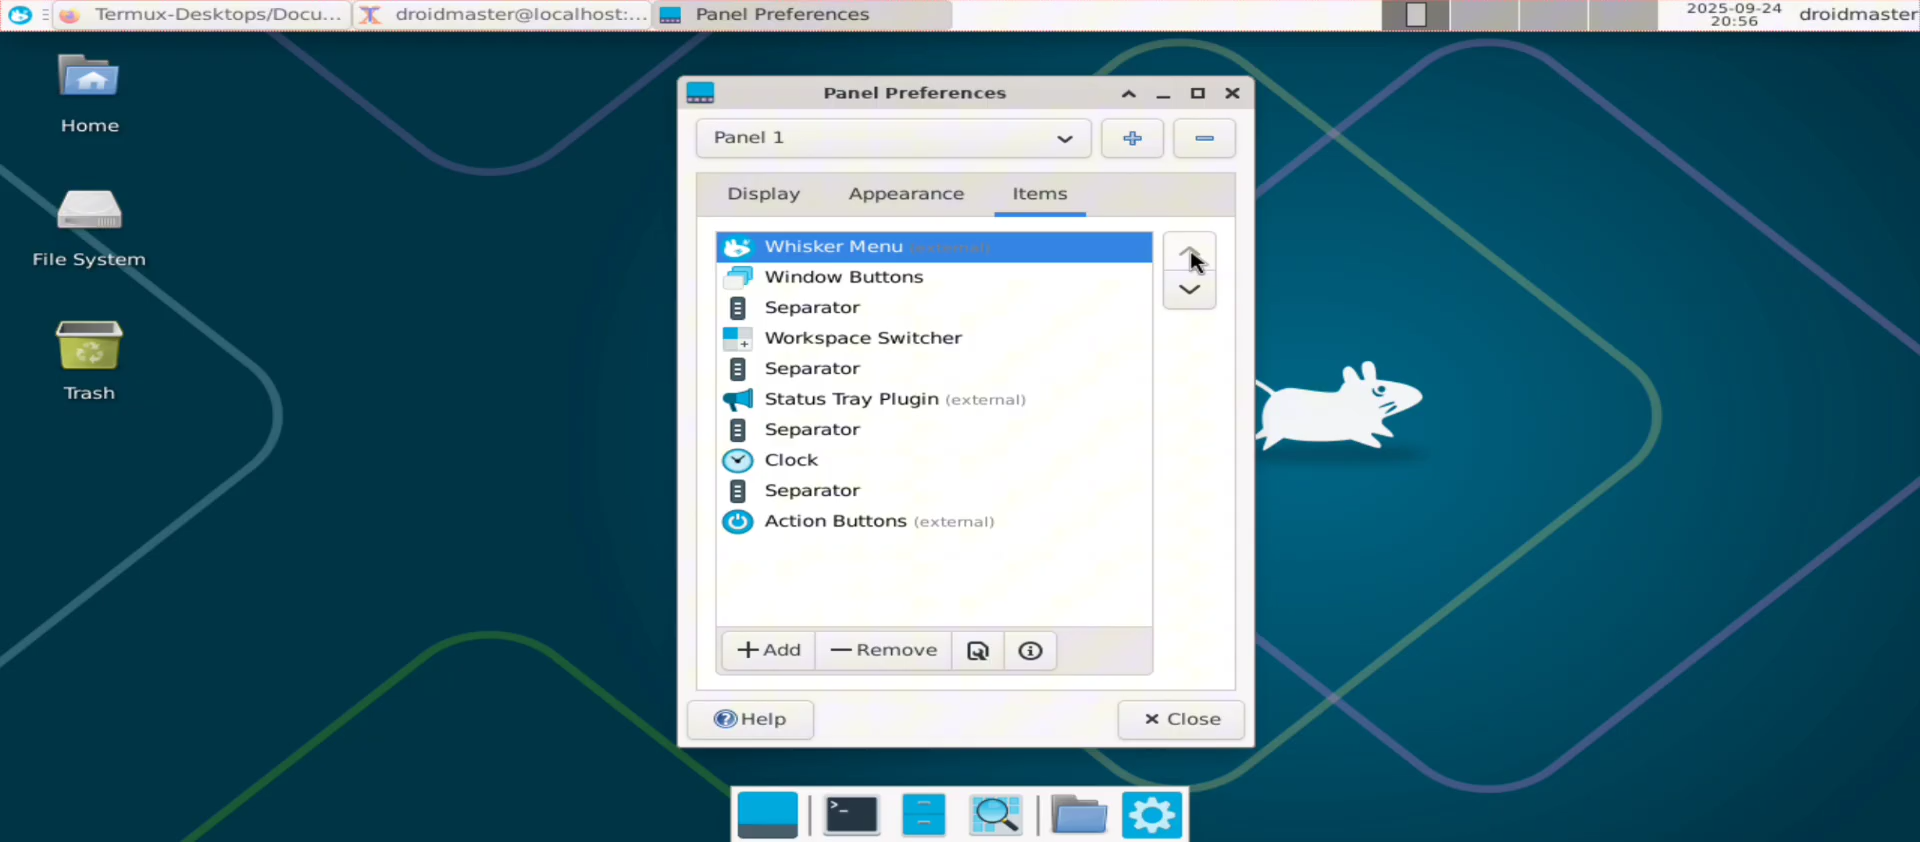 Termux-Desktops/Docu...
droidmaster@localhost:...
Panel Preferences
2025-09-24
20:56
droidmaster
Home
File System
Trash
Panel Preferences
Panel 1
Display
Appearance
Items
Whisker Menu (external)
Window Buttons
Separator
Workspace Switcher
Separator
Status Tray Plugin (external)
Separator
Clock
Separator
Action Buttons (external)
Add
Remove
Help
Close